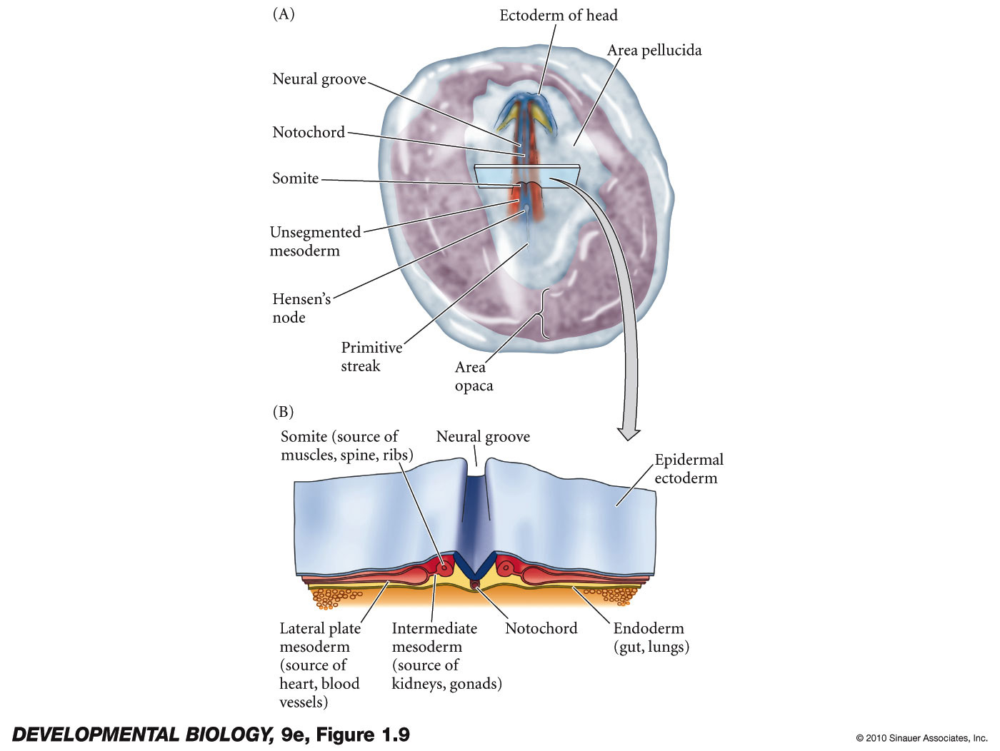 (A)
Ectoderm of head
Area pellucida
Neural groove
Notochord
Somite
Unsegmented
mesoderm
Hensen's
node
Primitive
streak
Area
opaca
(B)
Somite (source of
muscles, spine, ribs)
Neural groove
Epidermal
ectoderm
Lateral plate
mesoderm
(source of
heart, blood
vessels)
Intermediate
mesoderm
(source of
kidneys, gonads)
Notochord
Endoderm
(gut, lungs)
DEVELOPMENTAL BIOLOGY, 9e, Figure 1.9
© 2010 Sinauer Associates, Inc.